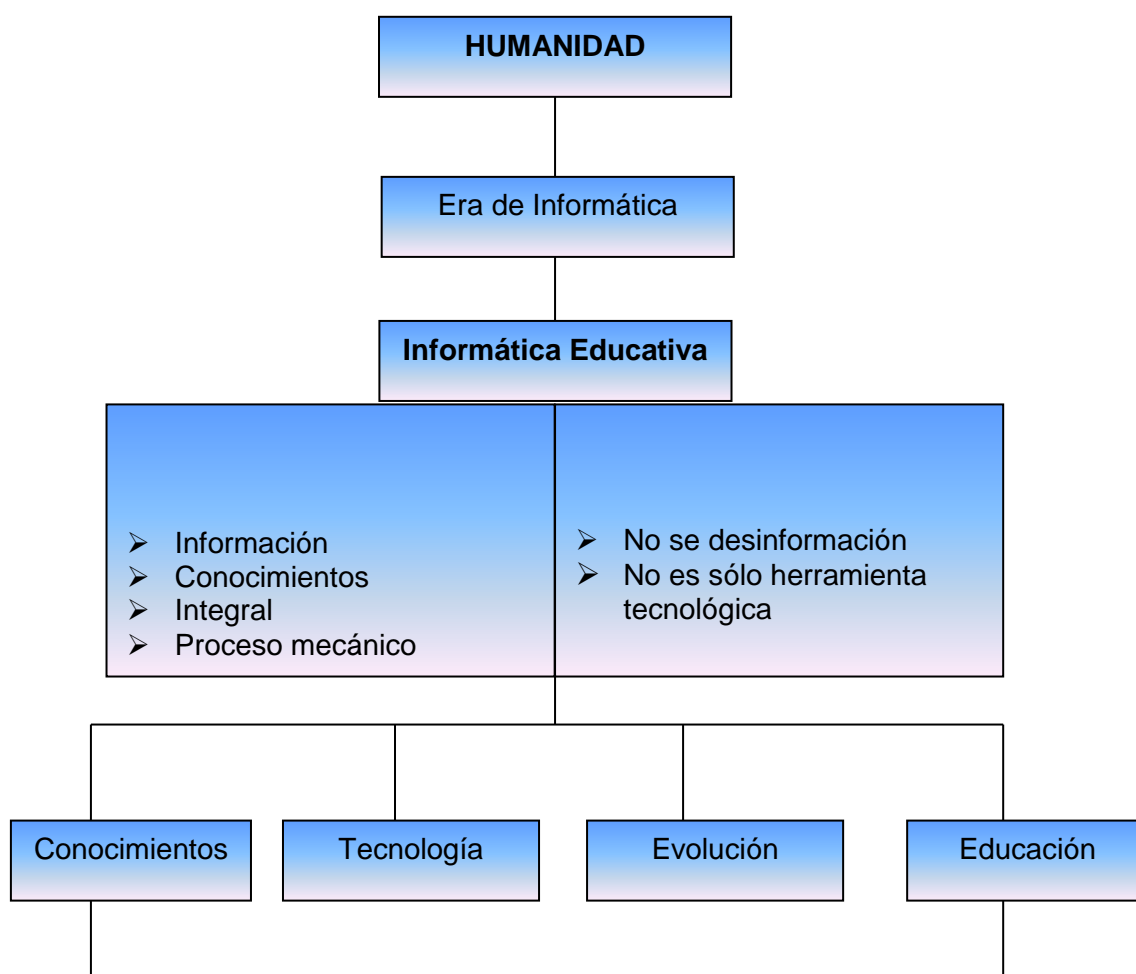 HUMANIDAD
Era de Informática
Informática Educativa
➢ Información
➢ Conocimientos
➢ Integral
➢ Proceso mecánico
➢ No se desinformación
➢ No es sólo herramienta
tecnológica
Conocimientos
Tecnología
Evolución
Educación